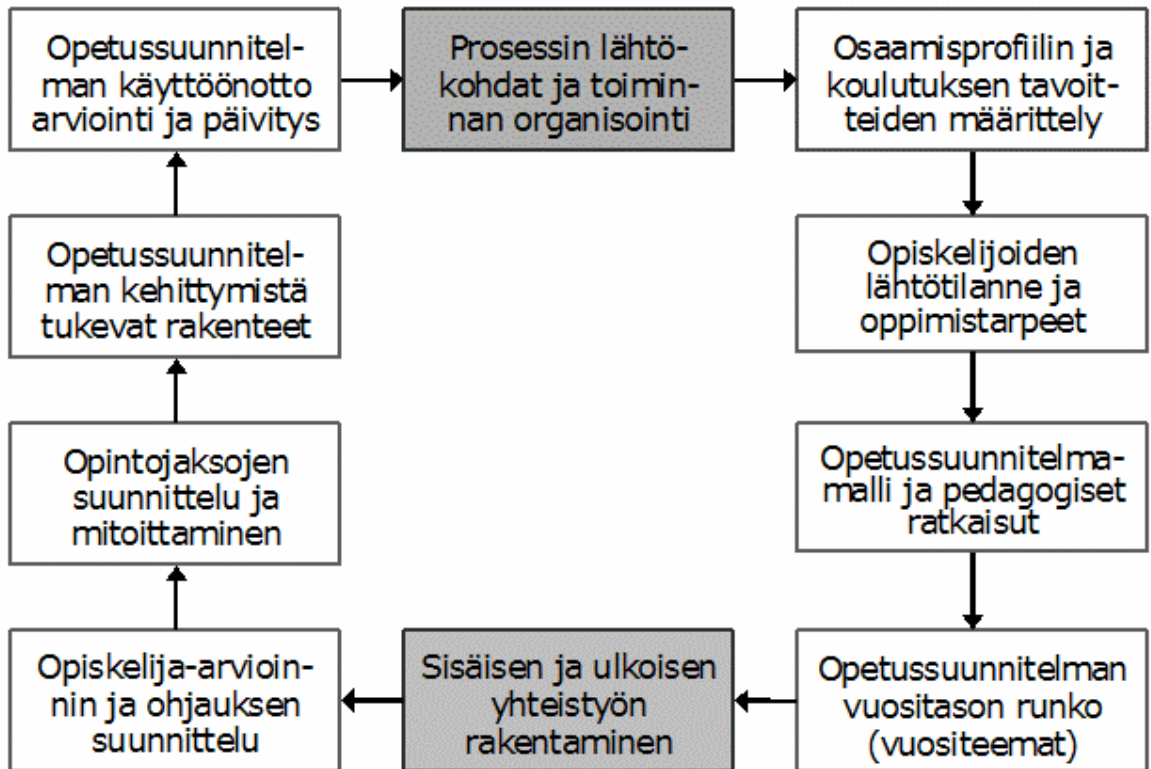 Opetussuunnitel-
man käyttöönotto
arviointi ja päivitys
Prosessin lähtö-
kohdat ja toimin-
nan organisointi
Osaamisprofiilin ja
koulutuksen tavoit-
teiden määrittely
Opiskelijoiden
lähtötilanne ja
oppimistarpeet
Opetussuunnitelma-
malli ja pedagogiset
ratkaisut
Opetussuunnitelman
vuositason runko
(vuositeemat)
Sisäisen ja ulkoisen
yhteistyön
rakentaminen
Opiskelija-arvioin-
nin ja ohjauksen
suunnittelu
Opintojaksojen
suunnittelu ja
mitoittaminen
Opetussuunnitel-
man kehittymistä
tukevat rakenteet